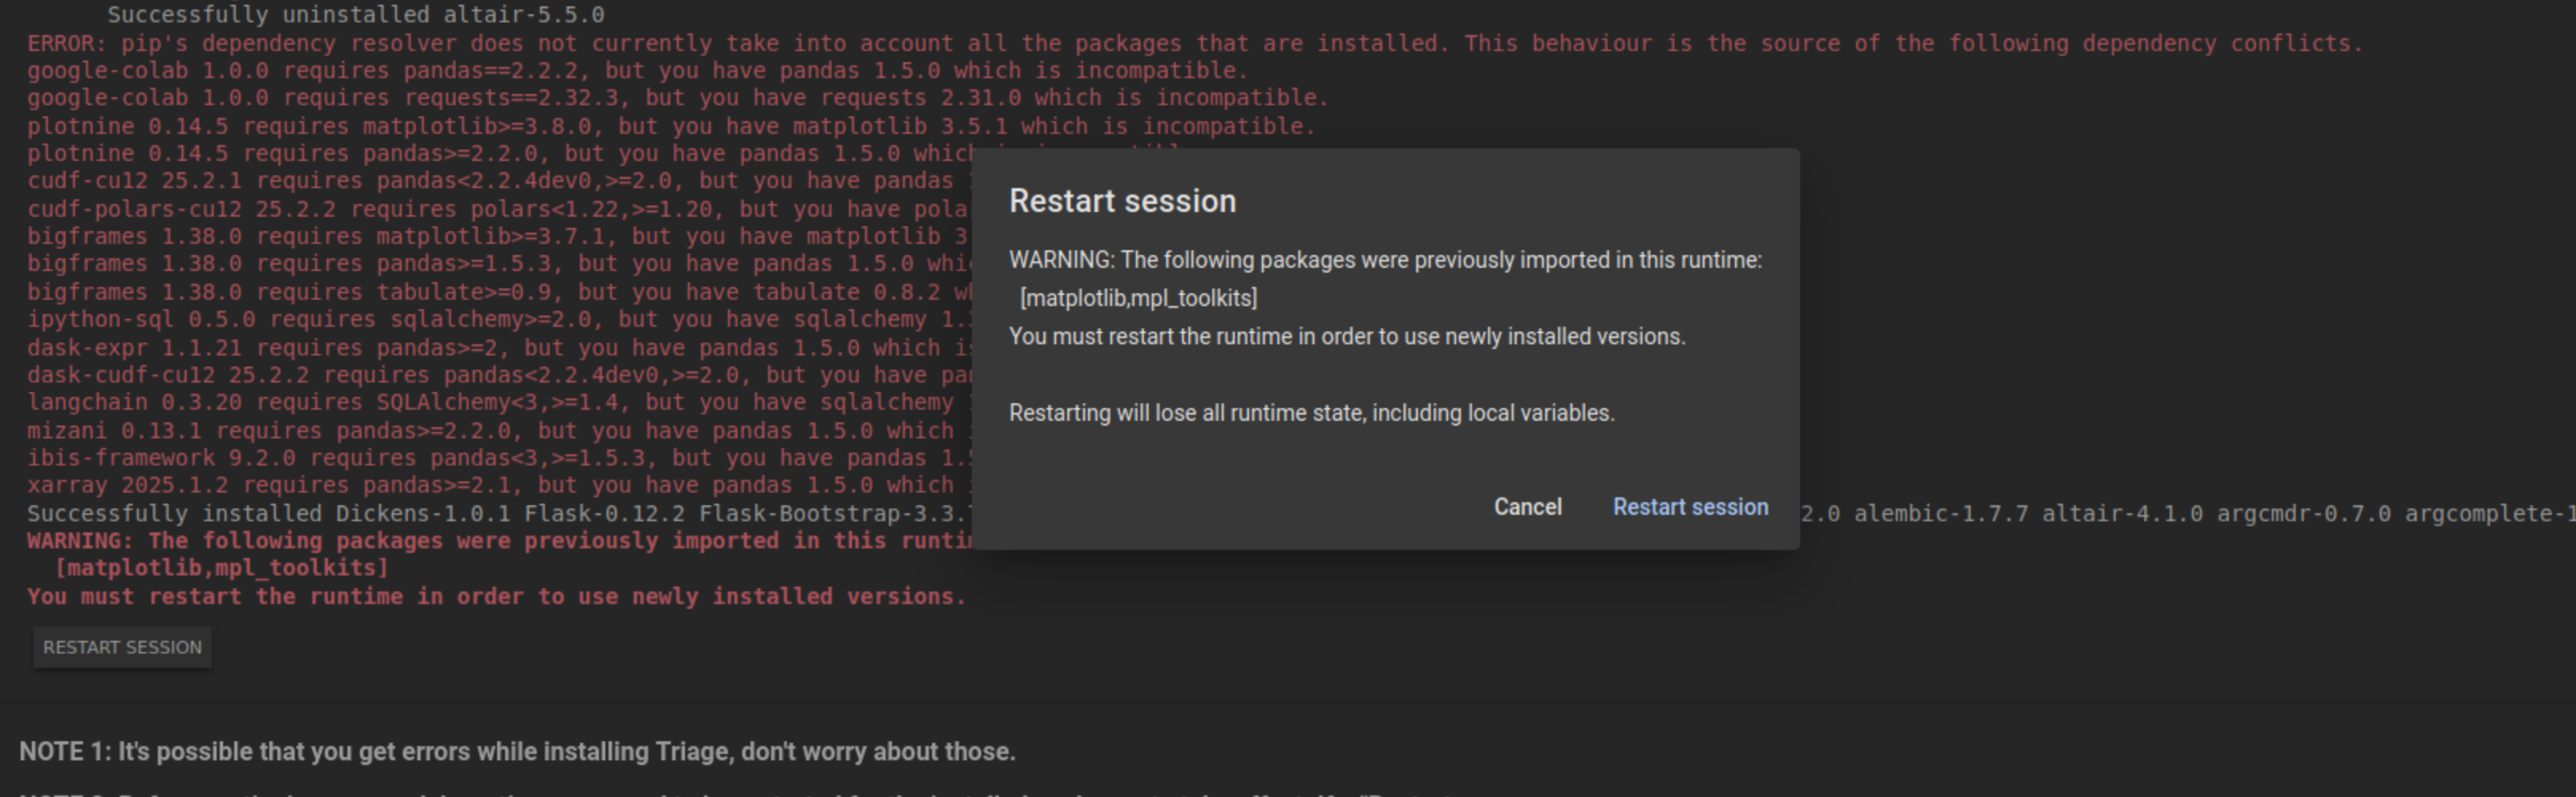 Successfully uninstalled altair-5.5.0
ERROR: pip's dependency resolver does not currently take into account all the packages that are installed. This behaviour is the source of the following dependency conflicts.
google-colab 1.0.0 requires pandas==2.2.2, but you have pandas 1.5.0 which is incompatible.
google-colab 1.0.0 requires requests==2.32.3, but you have requests 2.31.0 which is incompatible.
plotnine 0.14.5 requires matplotlib>=3.8.0, but you have matplotlib 3.5.1 which is incompatible.
plotnine 0.14.5 requires pandas>=2.2.0, but you have pandas 1.5.0 which
cudf-cu12 25.2.1 requires pandas<2.2.4dev0,>=2.0, but you have pandas
cudf-polars-cu12 25.2.2 requires polars<1.22,>=1.20, but you have pola
bigframes 1.38.0 requires matplotlib>=3.7.1, but you have matplotlib 3
bigframes 1.38.0 requires pandas>=1.5.3, but you have pandas 1.5.0 whi
bigframes 1.38.0 requires tabulate>=0.9, but you have tabulate 0.8.2 w
ipython-sql 0.5.0 requires sqlalchemy>=2.0, but you have sqlalchemy 1.
dask-expr 1.1.21 requires pandas>=2, but you have pandas 1.5.0 which i
dask-cudf-cu12 25.2.2 requires pandas<2.2.4dev0,>=2.0, but you have pa
langchain 0.3.20 requires SQLAlchemy<3,>=1.4, but you have sqlalchemy
mizani 0.13.1 requires pandas>=2.2.0, but you have pandas 1.5.0 which
ibis-framework 9.2.0 requires pandas<3,>=1.5.3, but you have pandas 1.
xarray 2025.1.2 requires pandas>=2.1, but you have pandas 1.5.0 which
Successfully installed Dickens-1.0.1 Flask-0.12.2 Flask-Bootstrap-3.3. 2.0 alembic-1.7.7 altair-4.1.0 argcmdr-0.7.0 argcomplete-1
WARNING: The following packages were previously imported in this runti
[matplotlib,mpl_toolkits]
You must restart the runtime in order to use newly installed versions.
RESTART SESSION
Restart session
WARNING: The following packages were previously imported in this runtime:
[matplotlib,mpl_toolkits]
You must restart the runtime in order to use newly installed versions.
Restarting will lose all runtime state, including local variables.
Cancel Restart session
NOTE 1: It's possible that you get errors while installing Triage, don't worry about those.